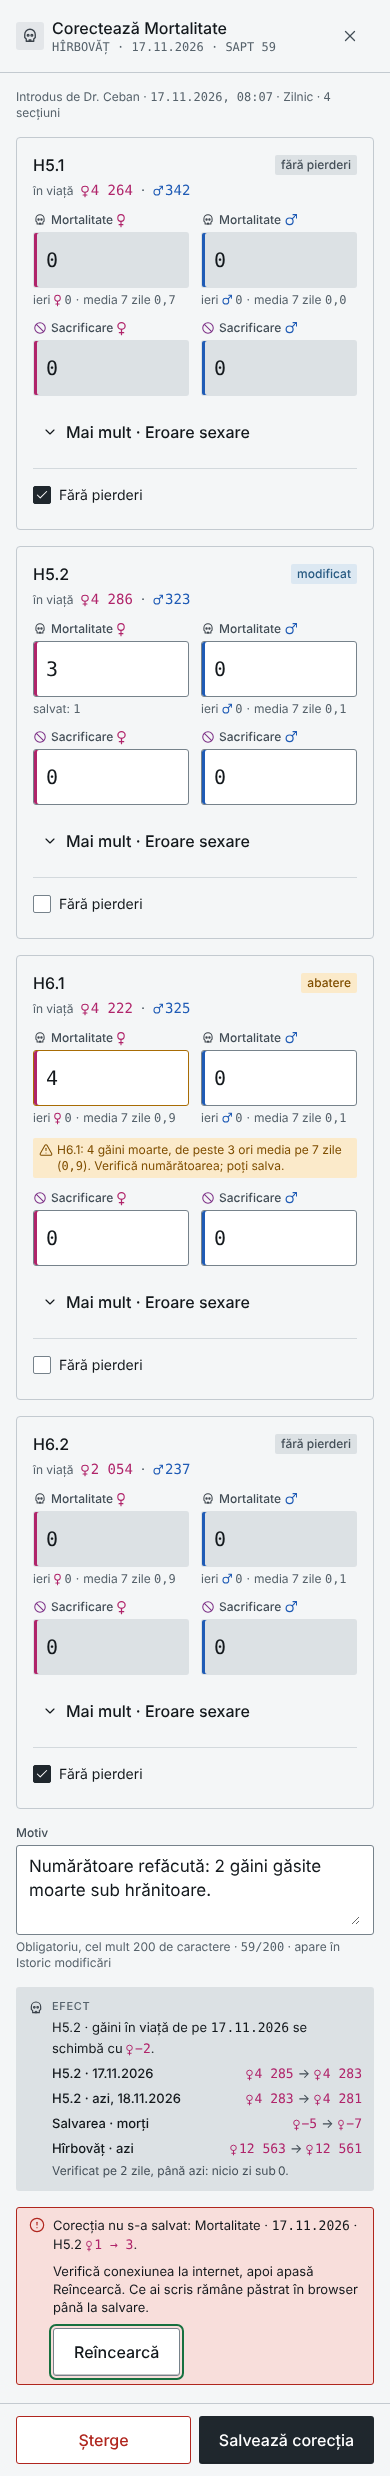 Corectează Mortalitate
HÎRBOVĂȚ · 17.11.2026 · SAPT 59
Introdus de Dr. Ceban · 17.11.2026, 08:07 · Zilnic · 4
secțiuni
H5.1
fără pierderi
în viață ♀4 264 · ♂342
Mortalitate ♀
Mortalitate ♂
0
0
ieri ♀ 0 · media 7 zile 0,7
ieri ♂ 0 · media 7 zile 0,0
Sacrificare ♀
Sacrificare ♂
0
0
Mai mult · Eroare sexare
Fără pierderi
H5.2
modificat
în viață ♀4 286 · ♂323
Mortalitate ♀
Mortalitate ♂
3
0
salvat: 1
ieri ♂ 0 · media 7 zile 0,1
Sacrificare ♀
Sacrificare ♂
0
0
Mai mult · Eroare sexare
Fără pierderi
H6.1
abatere
în viață ♀4 222 · ♂325
Mortalitate ♀
Mortalitate ♂
4
0
ieri ♀ 0 · media 7 zile 0,9
ieri ♂ 0 · media 7 zile 0,1
H6.1: 4 găini moarte, de peste 3 ori media pe 7 zile
(0,9). Verifică numărătoarea; poți salva.
Sacrificare ♀
Sacrificare ♂
0
0
Mai mult · Eroare sexare
Fără pierderi
H6.2
fără pierderi
în viață ♀2 054 · ♂237
Mortalitate ♀
Mortalitate ♂
0
0
ieri ♀ 0 · media 7 zile 0,9
ieri ♂ 0 · media 7 zile 0,1
Sacrificare ♀
Sacrificare ♂
0
0
Mai mult · Eroare sexare
Fără pierderi
Motiv
Numărătoare refăcută: 2 găini găsite
moarte sub hrănitoare.
Obligatoriu, cel mult 200 de caractere · 59/200 · apare în
Istoric modificări
EFECT
H5.2 · găini în viață de pe 17.11.2026 se
schimbă cu ♀−2.
H5.2 · 17.11.2026 ♀4 285 → ♀4 283
H5.2 · azi, 18.11.2026 ♀4 283 → ♀4 281
Salvarea · morți ♀−5 → ♀−7
Hîrbovăț · azi ♀12 563 → ♀12 561
Verificat pe 2 zile, până azi: nicio zi sub 0.
Corecția nu s-a salvat: Mortalitate · 17.11.2026 ·
H5.2 ♀1 → 3.
Verifică conexiunea la internet, apoi apasă
Reîncearcă. Ce ai scris rămâne păstrat în browser
până la salvare.
Reîncearcă
Șterge
Salvează corecția